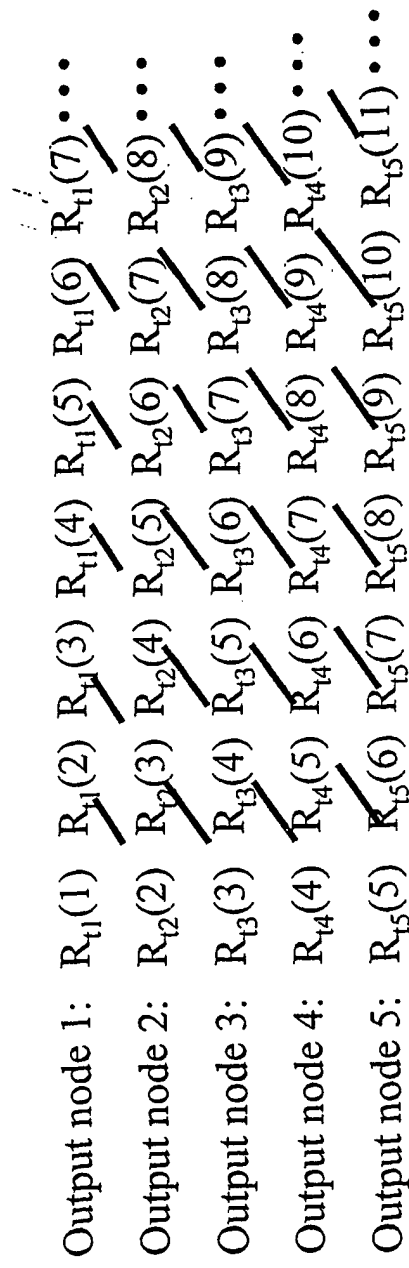 Output node 1: R_t1(1) R_t1(2) R_t1(3) R_t1(4) R_t1(5) R_t1(6) R_t1(7) •••
Output node 2: R_t2(2) R_t2(3) R_t2(4) R_t2(5) R_t2(6) R_t2(7) R_t2(8) •••
Output node 3: R_t3(3) R_t3(4) R_t3(5) R_t3(6) R_t3(7) R_t3(8) R_t3(9) •••
Output node 4: R_t4(4) R_t4(5) R_t4(6) R_t4(7) R_t4(8) R_t4(9) R_t4(10) •••
Output node 5: R_t5(5) R_t5(6) R_t5(7) R_t5(8) R_t5(9) R_t5(10) R_t5(11) •••